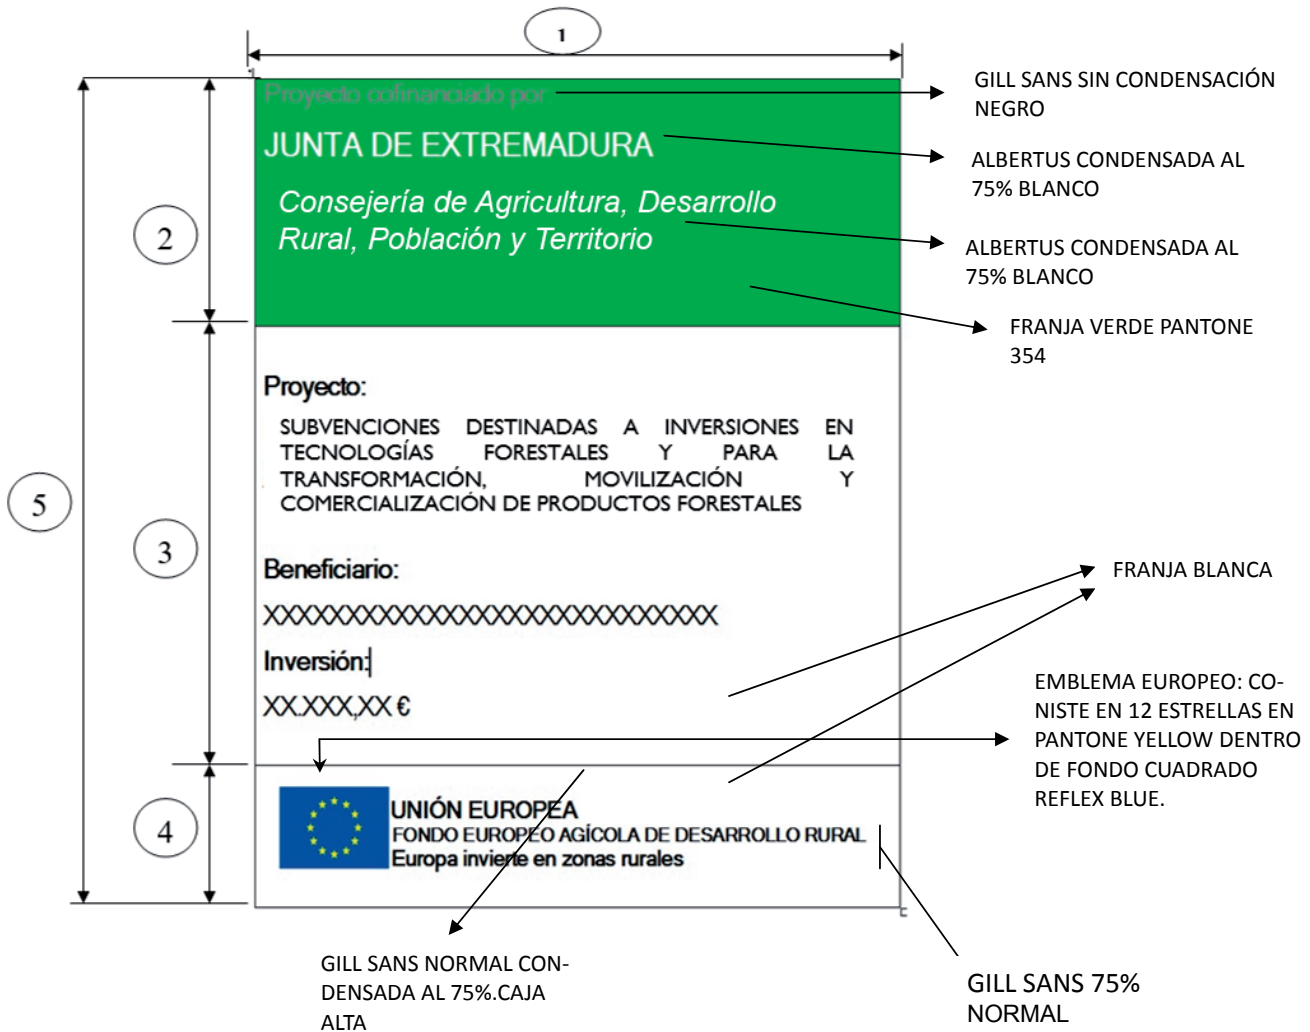 1
Proyecto cofinanciado por
GILL SANS SIN CONDENSACIÓN
NEGRO
JUNTA DE EXTREMADURA
ALBERTUS CONDENSADA AL
75% BLANCO
Consejería de Agricultura, Desarrollo
Rural, Población y Territorio
2
ALBERTUS CONDENSADA AL
75% BLANCO
FRANJA VERDE PANTONE
354
Proyecto:
SUBVENCIONES DESTINADAS A INVERSIONES EN
TECNOLOGÍAS FORESTALES Y PARA LA
TRANSFORMACIÓN, MOVILIZACIÓN Y
COMERCIALIZACIÓN DE PRODUCTOS FORESTALES
5
3
Beneficiario:
FRANJA BLANCA
XXXXXXXXXXXXXXXXXXXXXXXXXXXX
Inversión:
XX.XXX,XX €
EMBLEMA EUROPEO: CO-
NISTE EN 12 ESTRELLAS EN
PANTONE YELLOW DENTRO
DE FONDO CUADRADO
REFLEX BLUE.
4
UNIÓN EUROPEA
FONDO EUROPEO AGÍCOLA DE DESARROLLO RURAL
Europa invierte en zonas rurales
GILL SANS NORMAL CON-
DENSADA AL 75%.CAJA
ALTA
GILL SANS 75%
NORMAL